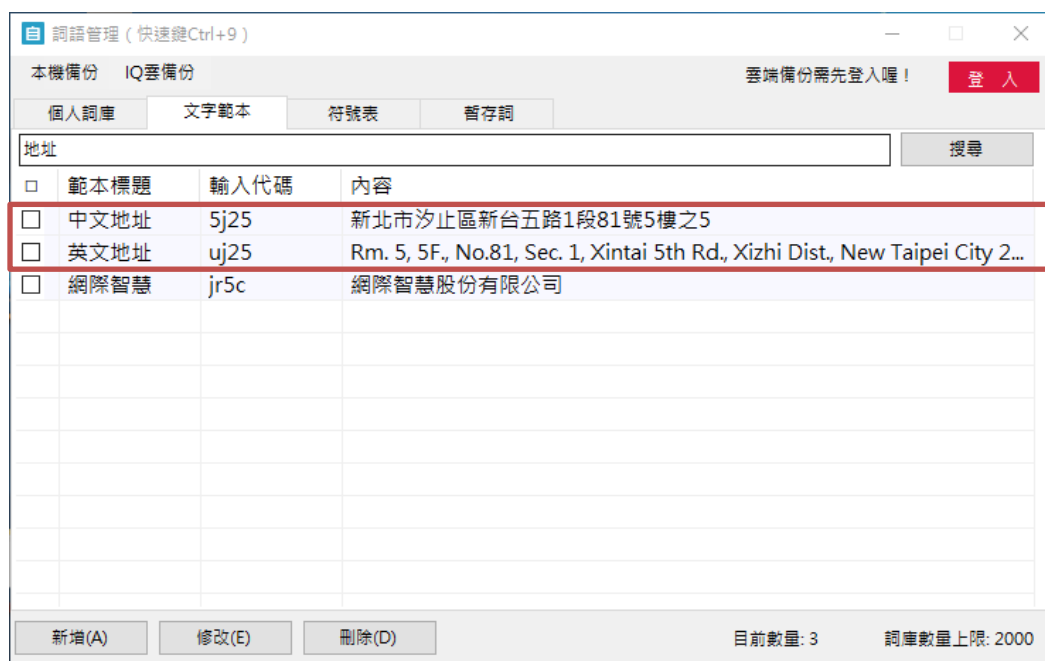 自 詞語管理（快速鍵Ctrl+9）
本機備份 IQ雲備份 雲端備份需先登入喔！ 登 入
個人詞庫 文字範本 符號表 暫存詞
地址 搜尋
範本標題 輸入代碼 內容
中文地址 5j25 新北市汐止區新台五路1段81號5樓之5
英文地址 uj25 Rm. 5, 5F., No.81, Sec. 1, Xintai 5th Rd., Xizhi Dist., New Taipei City 2...
網際智慧 jr5c 網際智慧股份有限公司
新增(A) 修改(E) 刪除(D) 目前數量: 3 詞庫數量上限: 2000